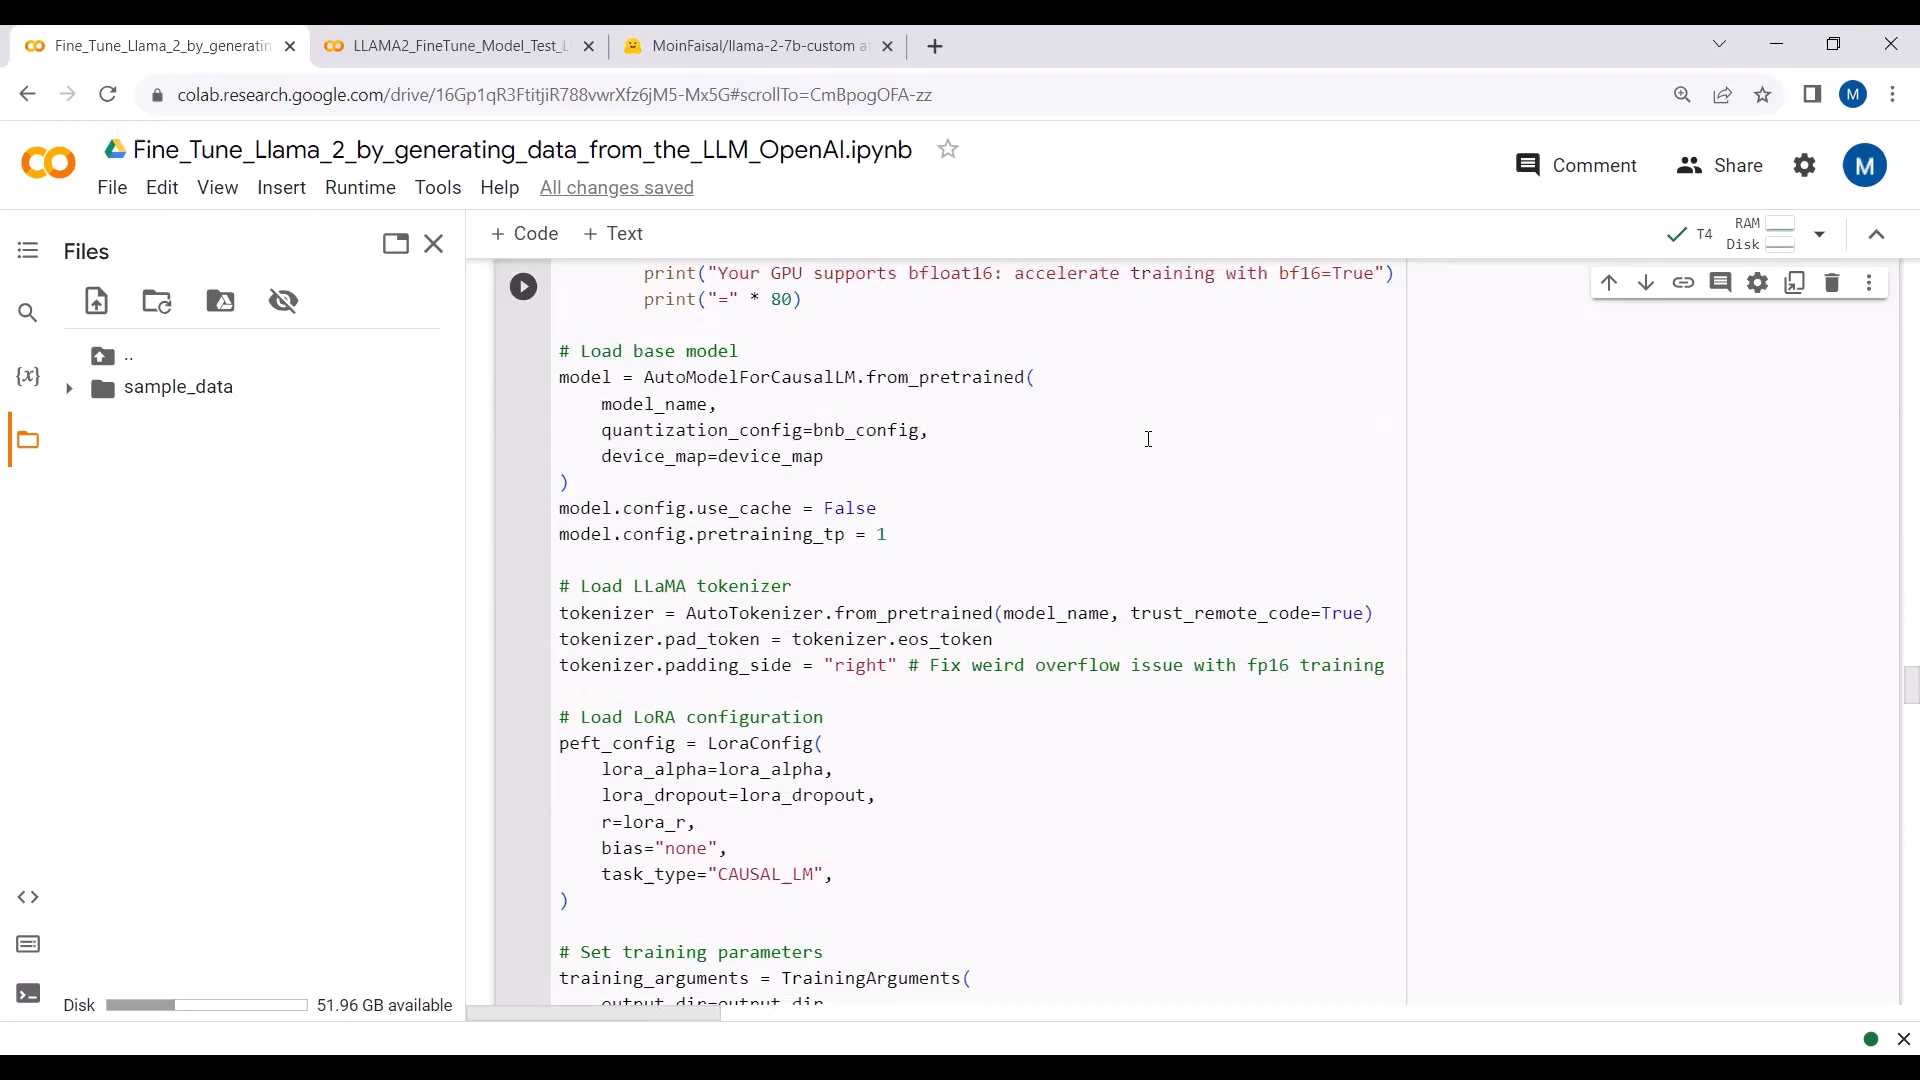 Fine_Tune_Llama_2_by_generatin
LLAMA2_FineTune_Model_Test_L
MoinFaisal/llama-2-7b-custom a
colab.research.google.com/drive/16Gp1qR3FtitjiR788vwrXfz6jM5-Mx5G#scrollTo=CmBpogOFA-zz
M
Fine_Tune_Llama_2_by_generating_data_from_the_LLM_OpenAI.ipynb
File Edit View Insert Runtime Tools Help All changes saved
Comment
Share
M
Files
+ Code + Text
T4
RAM
Disk
..
sample_data
{x}
print("Your GPU supports bfloat16: accelerate training with bf16=True")
print("=" * 80)
# Load base model
model = AutoModelForCausalLM.from_pretrained(
model_name,
quantization_config=bnb_config,
device_map=device_map
)
model.config.use_cache = False
model.config.pretraining_tp = 1
# Load LLaMA tokenizer
tokenizer = AutoTokenizer.from_pretrained(model_name, trust_remote_code=True)
tokenizer.pad_token = tokenizer.eos_token
tokenizer.padding_side = "right" # Fix weird overflow issue with fp16 training
# Load LoRA configuration
peft_config = LoraConfig(
lora_alpha=lora_alpha,
lora_dropout=lora_dropout,
r=lora_r,
bias="none",
task_type="CAUSAL_LM",
)
# Set training parameters
training_arguments = TrainingArguments(
output_dir=output_dir
Disk
51.96 GB available